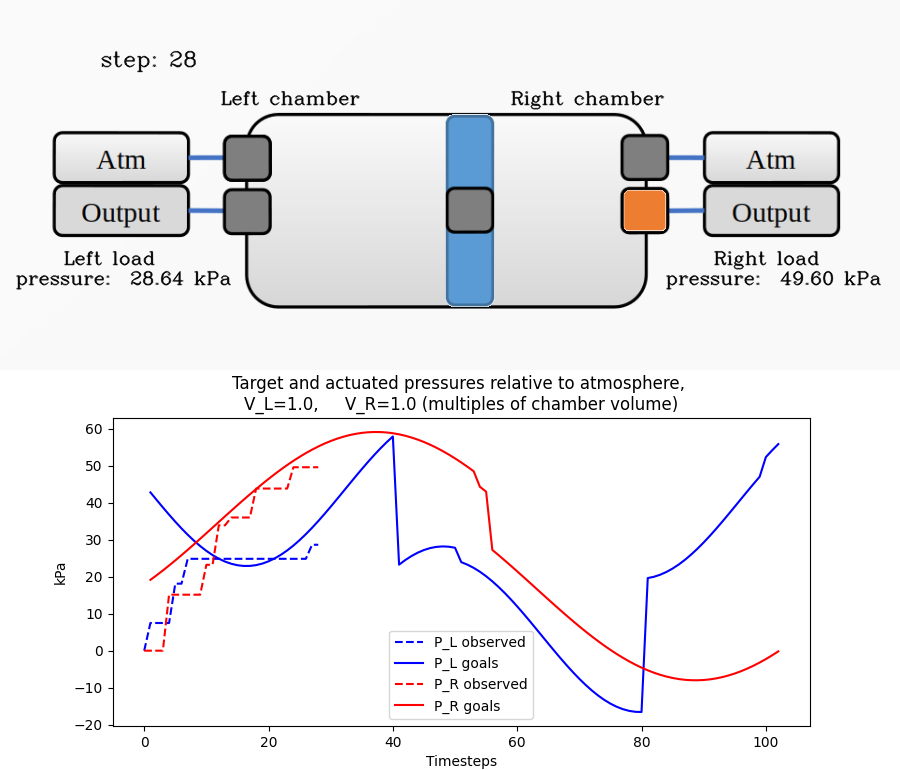 step: 28
Left chamber
Right chamber
Atm
Atm
Output
Output
Left load
pressure: 28.64 kPa
Right load
pressure: 49.60 kPa
Target and actuated pressures relative to atmosphere,
V_L=1.0, V_R=1.0 (multiples of chamber volume)
60
50
40
30
20
10
0
−10
−20
kPa
P_L observed
P_L goals
P_R observed
P_R goals
0 20 40 60 80 100
Timesteps